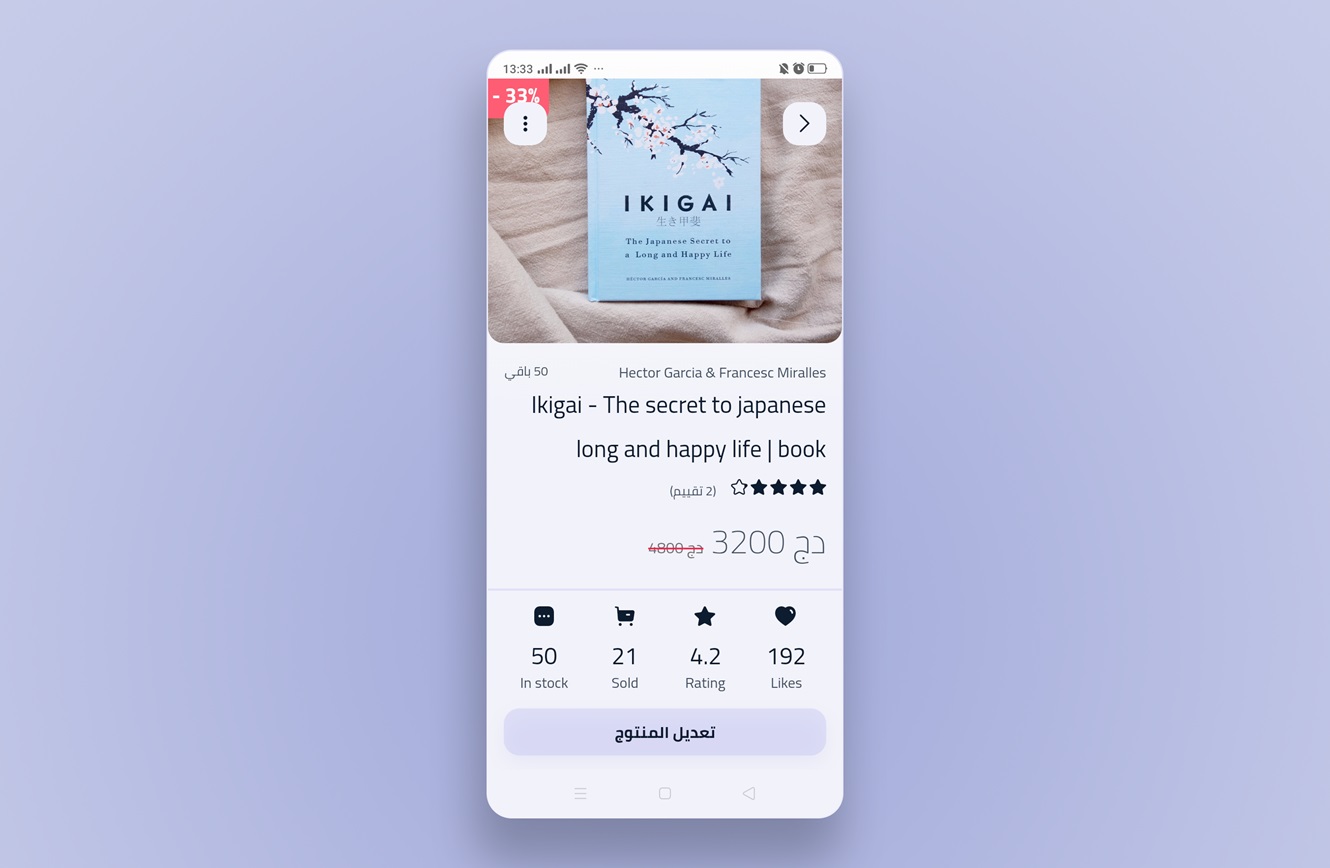 13:33
- 33%
IKIGAI
生き甲斐
The Japanese Secret to
a Long and Happy Life
HÉCTOR GARCÍA AND FRANCESC MIRALLES
Hector Garcia & Francesc Miralles
50 باقي
Ikigai - The secret to japanese
long and happy life | book
(2 تقييم)
دج 3200 دج 4800
192 4.2 21 50
Likes Rating Sold In stock
تعديل المنتوج